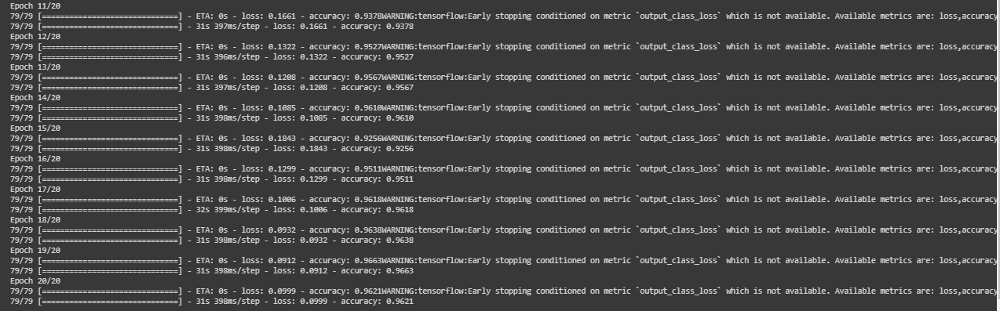 Epoch 11/20
79/79 [==============================] - ETA: 0s - loss: 0.1661 - accuracy: 0.9378WARNING:tensorflow:Early stopping conditioned on metric `output_class_loss` which is not available. Available metrics are: loss,accuracy
79/79 [==============================] - 31s 397ms/step - loss: 0.1661 - accuracy: 0.9378
Epoch 12/20
79/79 [==============================] - ETA: 0s - loss: 0.1322 - accuracy: 0.9527WARNING:tensorflow:Early stopping conditioned on metric `output_class_loss` which is not available. Available metrics are: loss,accuracy
79/79 [==============================] - 31s 396ms/step - loss: 0.1322 - accuracy: 0.9527
Epoch 13/20
79/79 [==============================] - ETA: 0s - loss: 0.1208 - accuracy: 0.9567WARNING:tensorflow:Early stopping conditioned on metric `output_class_loss` which is not available. Available metrics are: loss,accuracy
79/79 [==============================] - 31s 397ms/step - loss: 0.1208 - accuracy: 0.9567
Epoch 14/20
79/79 [==============================] - ETA: 0s - loss: 0.1085 - accuracy: 0.9610WARNING:tensorflow:Early stopping conditioned on metric `output_class_loss` which is not available. Available metrics are: loss,accuracy
79/79 [==============================] - 31s 398ms/step - loss: 0.1085 - accuracy: 0.9610
Epoch 15/20
79/79 [==============================] - ETA: 0s - loss: 0.1843 - accuracy: 0.9256WARNING:tensorflow:Early stopping conditioned on metric `output_class_loss` which is not available. Available metrics are: loss,accuracy
79/79 [==============================] - 31s 398ms/step - loss: 0.1843 - accuracy: 0.9256
Epoch 16/20
79/79 [==============================] - ETA: 0s - loss: 0.1299 - accuracy: 0.9511WARNING:tensorflow:Early stopping conditioned on metric `output_class_loss` which is not available. Available metrics are: loss,accuracy
79/79 [==============================] - 31s 398ms/step - loss: 0.1299 - accuracy: 0.9511
Epoch 17/20
79/79 [==============================] - ETA: 0s - loss: 0.1006 - accuracy: 0.9618WARNING:tensorflow:Early stopping conditioned on metric `output_class_loss` which is not available. Available metrics are: loss,accuracy
79/79 [==============================] - 32s 399ms/step - loss: 0.1006 - accuracy: 0.9618
Epoch 18/20
79/79 [==============================] - ETA: 0s - loss: 0.0932 - accuracy: 0.9638WARNING:tensorflow:Early stopping conditioned on metric `output_class_loss` which is not available. Available metrics are: loss,accuracy
79/79 [==============================] - 31s 398ms/step - loss: 0.0932 - accuracy: 0.9638
Epoch 19/20
79/79 [==============================] - ETA: 0s - loss: 0.0912 - accuracy: 0.9663WARNING:tensorflow:Early stopping conditioned on metric `output_class_loss` which is not available. Available metrics are: loss,accuracy
79/79 [==============================] - 31s 398ms/step - loss: 0.0912 - accuracy: 0.9663
Epoch 20/20
79/79 [==============================] - ETA: 0s - loss: 0.0999 - accuracy: 0.9621WARNING:tensorflow:Early stopping conditioned on metric `output_class_loss` which is not available. Available metrics are: loss,accuracy
79/79 [==============================] - 31s 398ms/step - loss: 0.0999 - accuracy: 0.9621